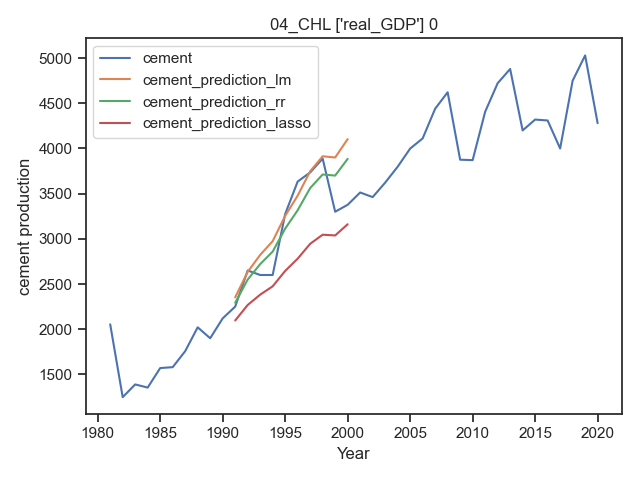 04_CHL ['real_GDP'] 0
cement
cement_prediction_lm
cement_prediction_rr
cement_prediction_lasso
cement production
5000
4500
4000
3500
3000
2500
2000
1500
1980 1985 1990 1995 2000 2005 2010 2015 2020
Year